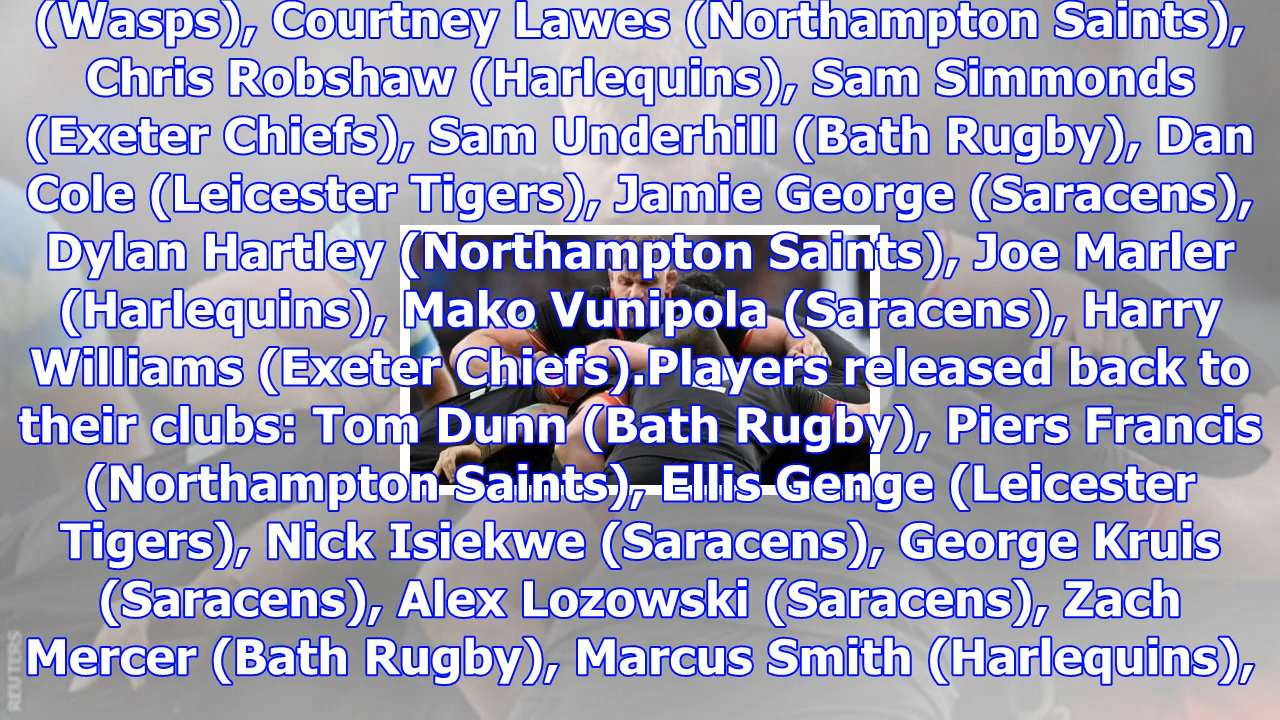 (Wasps), Courtney Lawes (Northampton Saints),
Chris Robshaw (Harlequins), Sam Simmonds
(Exeter Chiefs), Sam Underhill (Bath Rugby), Dan
Cole (Leicester Tigers), Jamie George (Saracens),
Dylan Hartley (Northampton Saints), Joe Marler
(Harlequins), Mako Vunipola (Saracens), Harry
Williams (Exeter Chiefs).Players released back to
their clubs: Tom Dunn (Bath Rugby), Piers Francis
(Northampton Saints), Ellis Genge (Leicester
Tigers), Nick Isiekwe (Saracens), George Kruis
(Saracens), Alex Lozowski (Saracens), Zach
Mercer (Bath Rugby), Marcus Smith (Harlequins),
REUTERS